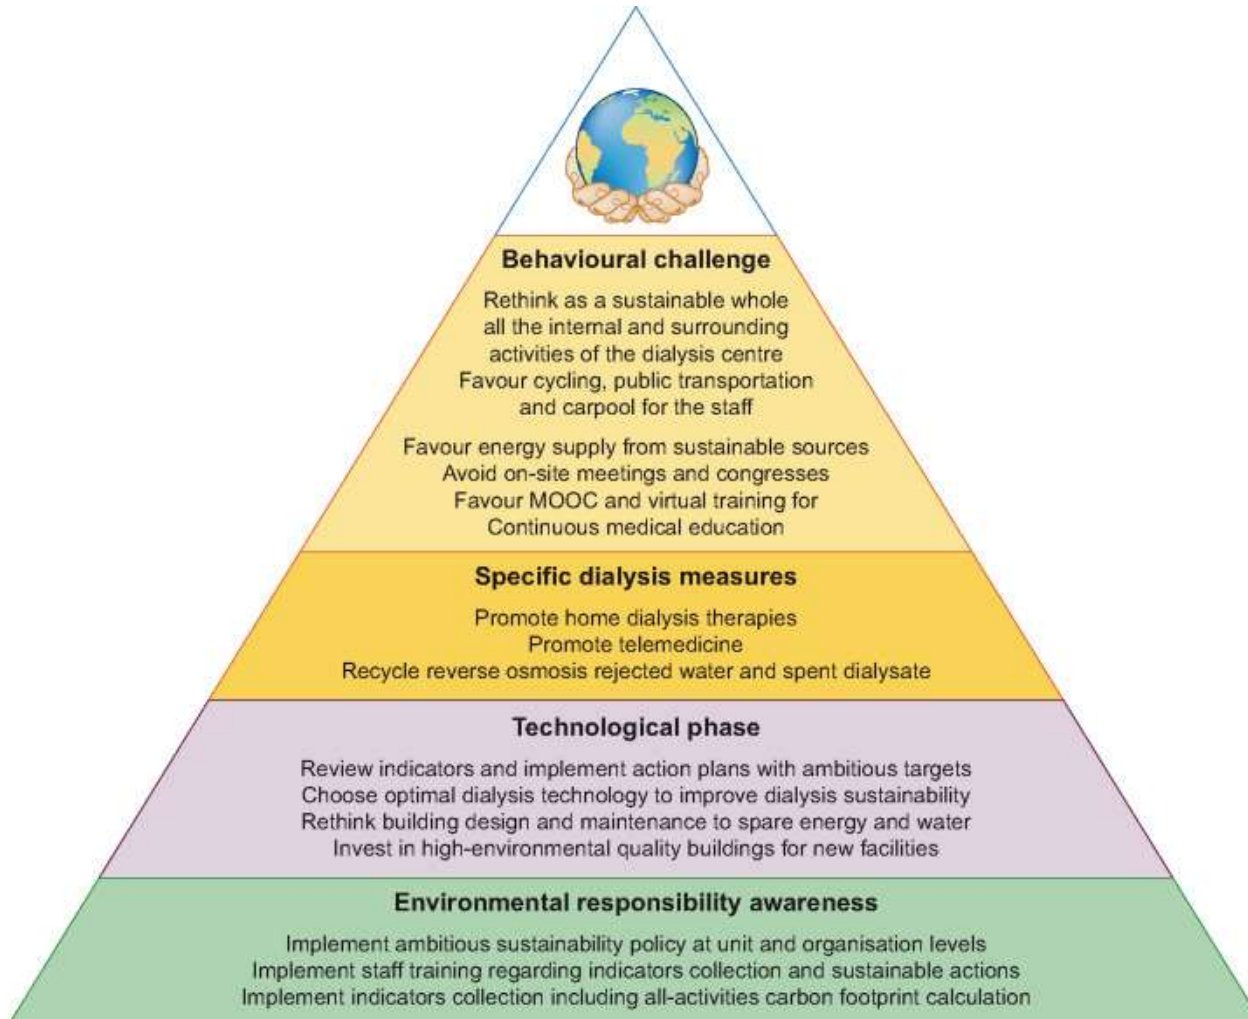 Behavioural challenge
Rethink as a sustainable whole
all the internal and surrounding
activities of the dialysis centre
Favour cycling, public transportation
and carpool for the staff
Favour energy supply from sustainable sources
Avoid on-site meetings and congresses
Favour MOOC and virtual training for
Continuous medical education
Specific dialysis measures
Promote home dialysis therapies
Promote telemedicine
Recycle reverse osmosis rejected water and spent dialysate
Technological phase
Review indicators and implement action plans with ambitious targets
Choose optimal dialysis technology to improve dialysis sustainability
Rethink building design and maintenance to spare energy and water
Invest in high-environmental quality buildings for new facilities
Environmental responsibility awareness
Implement ambitious sustainability policy at unit and organisation levels
Implement staff training regarding indicators collection and sustainable actions
Implement indicators collection including all-activities carbon footprint calculation